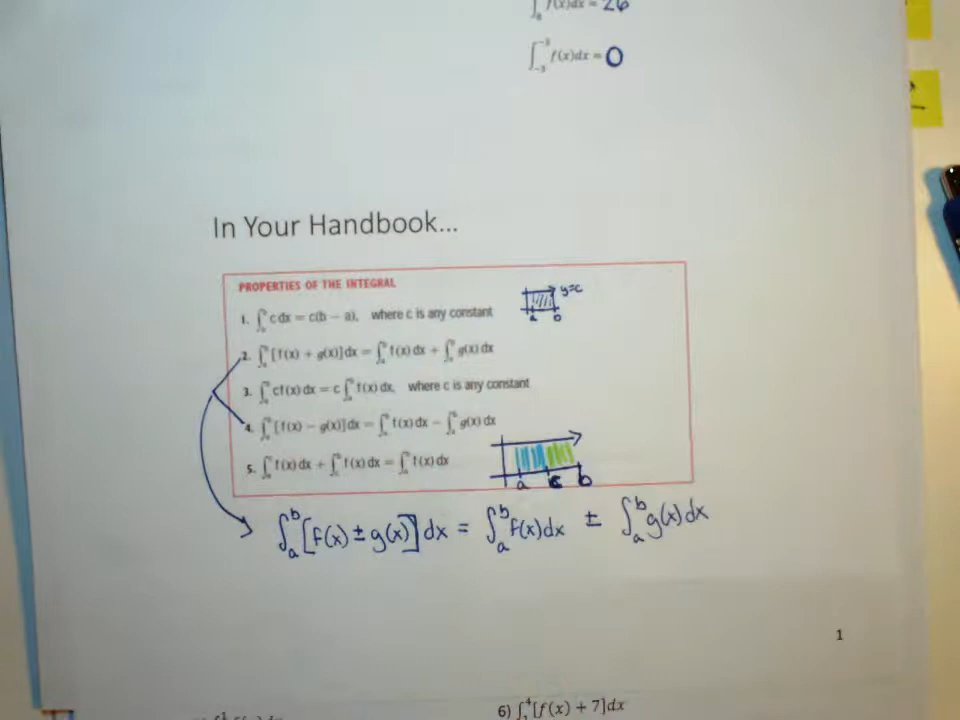 f(x)dx = 26
∫₋₃⁻³ f(x)dx = 0
In Your Handbook...
PROPERTIES OF THE INTEGRAL
1. ∫ₐᵇ c dx = c(b − a), where c is any constant
y=c
a b
2. ∫ₐᵇ [f(x) + g(x)] dx = ∫ₐᵇ f(x) dx + ∫ₐᵇ g(x) dx
3. ∫ₐᵇ cf(x) dx = c ∫ₐᵇ f(x) dx, where c is any constant
4. ∫ₐᵇ [f(x) − g(x)] dx = ∫ₐᵇ f(x) dx − ∫ₐᵇ g(x) dx
5. ∫ f(x) dx + ∫ f(x) dx = ∫ f(x) dx
a c b
∫ₐᵇ [f(x) ± g(x)] dx = ∫ₐᵇ f(x) dx ± ∫ₐᵇ g(x) dx
1
6) ∫⁴ [f(x) + 7]dx